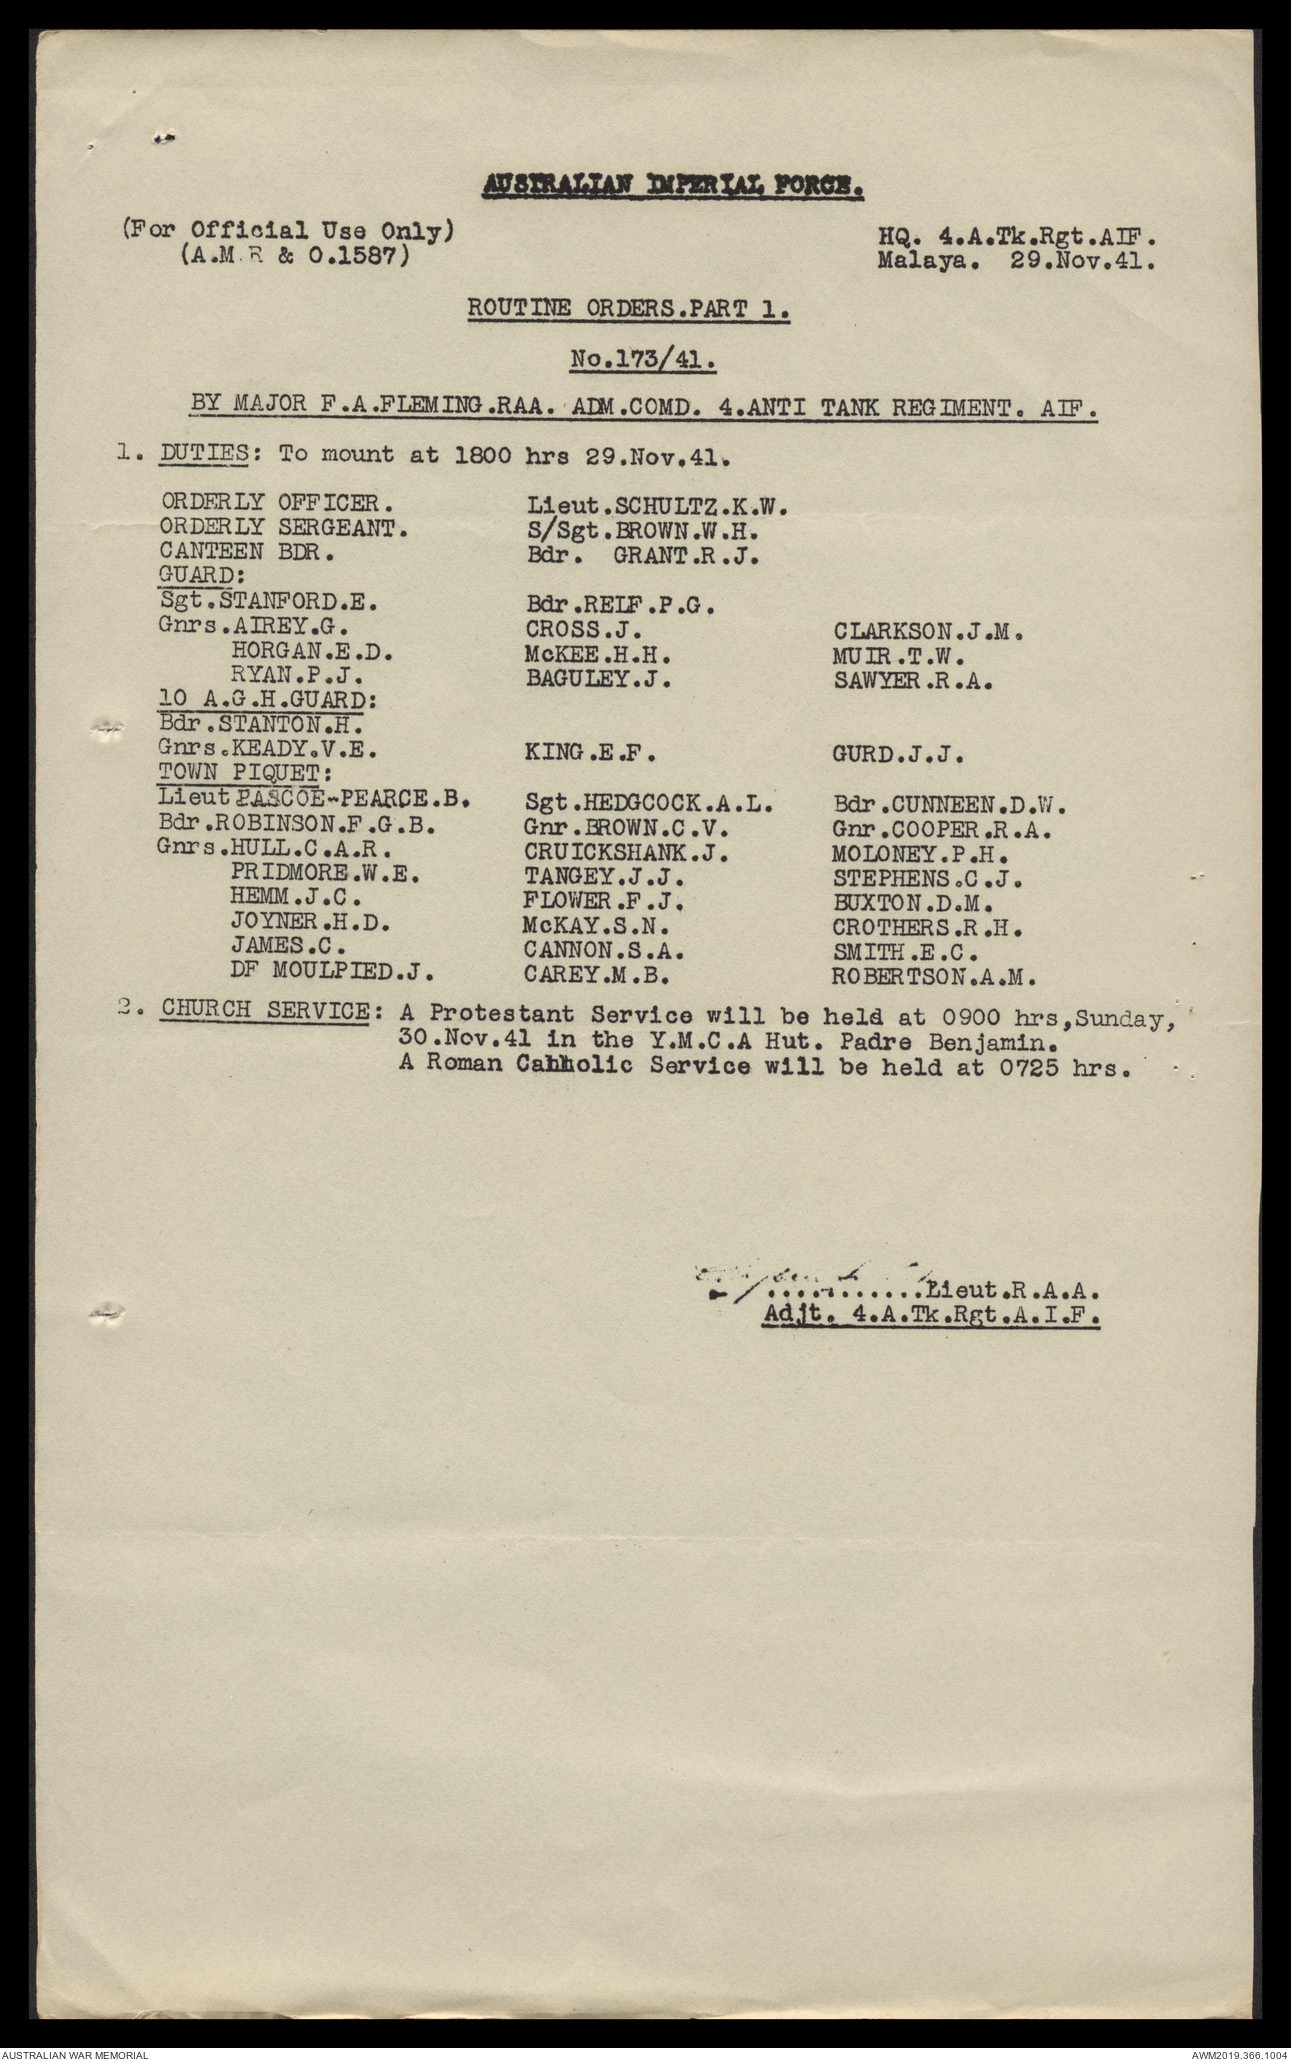 AUSTRALIAN IMPERIAL FORCE.
(For Official Use Only)
(A.M.R & O.1587)
HQ. 4.A.Tk.Rgt.AIF.
Malaya. 29.Nov.41.
ROUTINE ORDERS.PART 1.
No.173/41.
BY MAJOR F.A.FLEMING.RAA. ADM.COMD. 4.ANTI TANK REGIMENT. AIF.
1. DUTIES: To mount at 1800 hrs 29.Nov.41.
ORDERLY OFFICER. Lieut.SCHULTZ.K.W.
ORDERLY SERGEANT. S/Sgt.BROWN.W.H.
CANTEEN BDR. Bdr. GRANT.R.J.
GUARD:
Sgt.STANFORD.E. Bdr.RELF.P.G.
Gnrs.AIREY.G. CROSS.J. CLARKSON.J.M.
HORGAN.E.D. McKEE.H.H. MUIR.T.W.
RYAN.P.J. BAGULEY.J. SAWYER.R.A.
10 A.G.H.GUARD:
Bdr.STANTON.H.
Gnrs.KEADY.V.E. KING.E.F. GURD.J.J.
TOWN PIQUET:
Lieut PASCOE-PEARCE.B. Sgt.HEDGCOCK.A.L. Bdr.CUNNEEN.D.W.
Bdr.ROBINSON.F.G.B. Gnr.BROWN.C.V. Gnr.COOPER.R.A.
Gnrs.HULL.C.A.R. CRUICKSHANK.J. MOLONEY.P.H.
PRIDMORE.W.E. TANGEY.J.J. STEPHENS.C.J.
HEMM.J.C. FLOWER.F.J. BUXTON.D.M.
JOYNER.H.D. McKAY.S.N. CROTHERS.R.H.
JAMES.C. CANNON.S.A. SMITH.E.C.
DF MOULPIED.J. CAREY.M.B. ROBERTSON.A.M.
2. CHURCH SERVICE: A Protestant Service will be held at 0900 hrs,Sunday,
30.Nov.41 in the Y.M.C.A Hut. Padre Benjamin.
A Roman Cahholic Service will be held at 0725 hrs.
...........Lieut.R.A.A.
Adjt. 4.A.Tk.Rgt.A.I.F.
AUSTRALIAN WAR MEMORIAL
AWM2019.366.1004